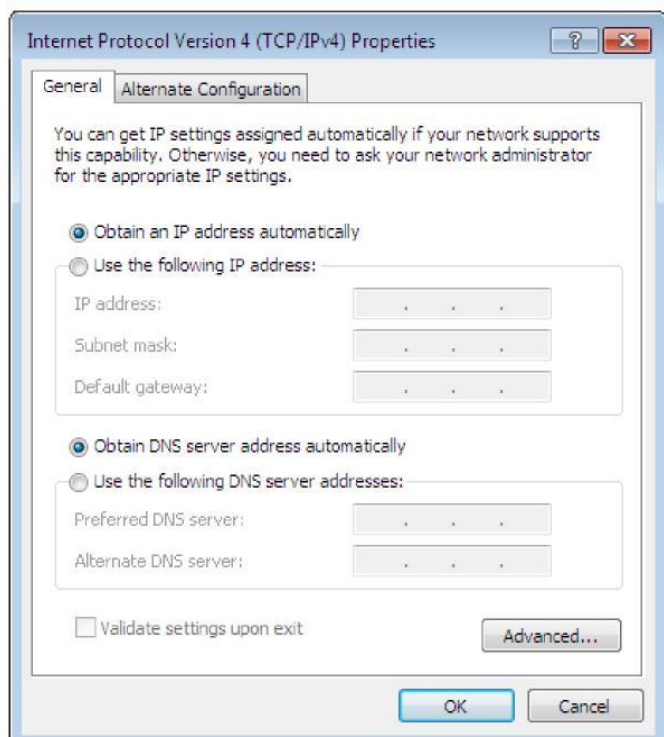 Internet Protocol Version 4 (TCP/IPv4) Properties
General
Alternate Configuration
You can get IP settings assigned automatically if your network supports
this capability. Otherwise, you need to ask your network administrator
for the appropriate IP settings.
Obtain an IP address automatically
Use the following IP address:
IP address:
Subnet mask:
Default gateway:
Obtain DNS server address automatically
Use the following DNS server addresses:
Preferred DNS server:
Alternate DNS server:
Validate settings upon exit
Advanced...
OK
Cancel